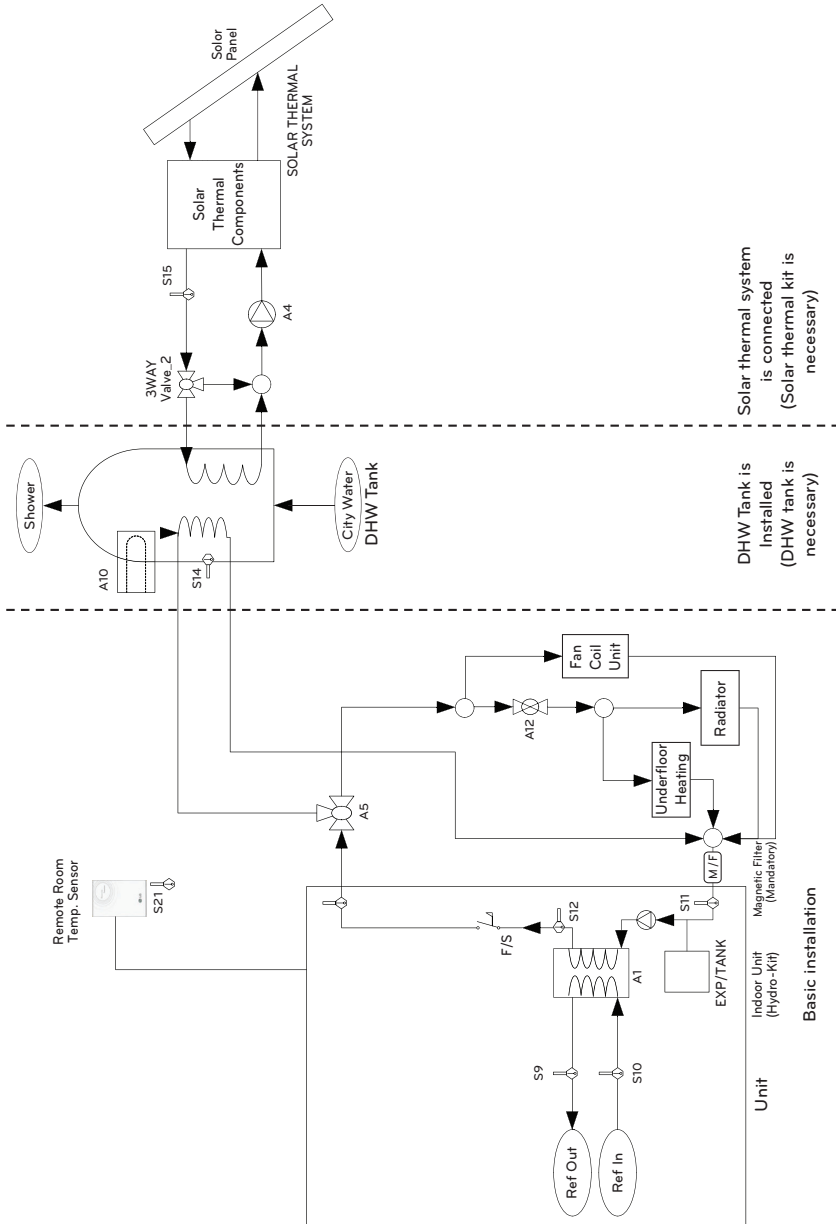 Solor
Panel
SOLAR THERMAL
SYSTEM
Solar
Thermal
Components
S15
A4
3WAY
Valve_2
Shower
City Water
DHW Tank
A10
S14
Solar thermal system
is connected
(Solar thermal kit is
necessary)
DHW Tank is
Installed
(DHW tank is
necessary)
Fan
Coil
Unit
A12
Radiator
Underfloor
Heating
A5
M/F
Magnetic Filter
(Mandatory)
Remote Room
Temp. Sensor
S21
F/S
S12
S11
A1
EXP/TANK
S9
S10
Ref Out
Ref In
Indoor Unit
(Hydro-Kit)
Unit
Basic installation